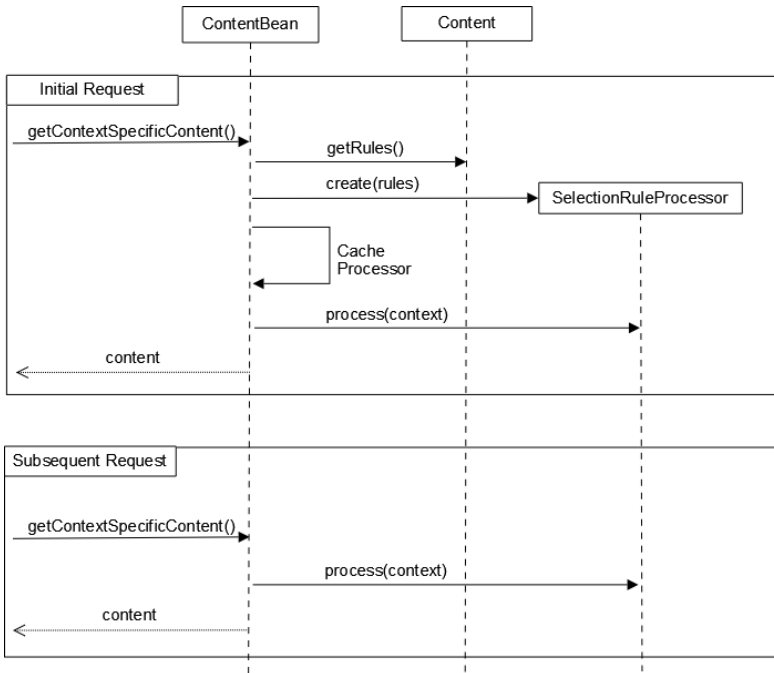 ContentBean
Content
Initial Request
getContextSpecificContent()
getRules()
create(rules)
SelectionRuleProcessor
Cache
Processor
process(context)
content
Subsequent Request
getContextSpecificContent()
process(context)
content